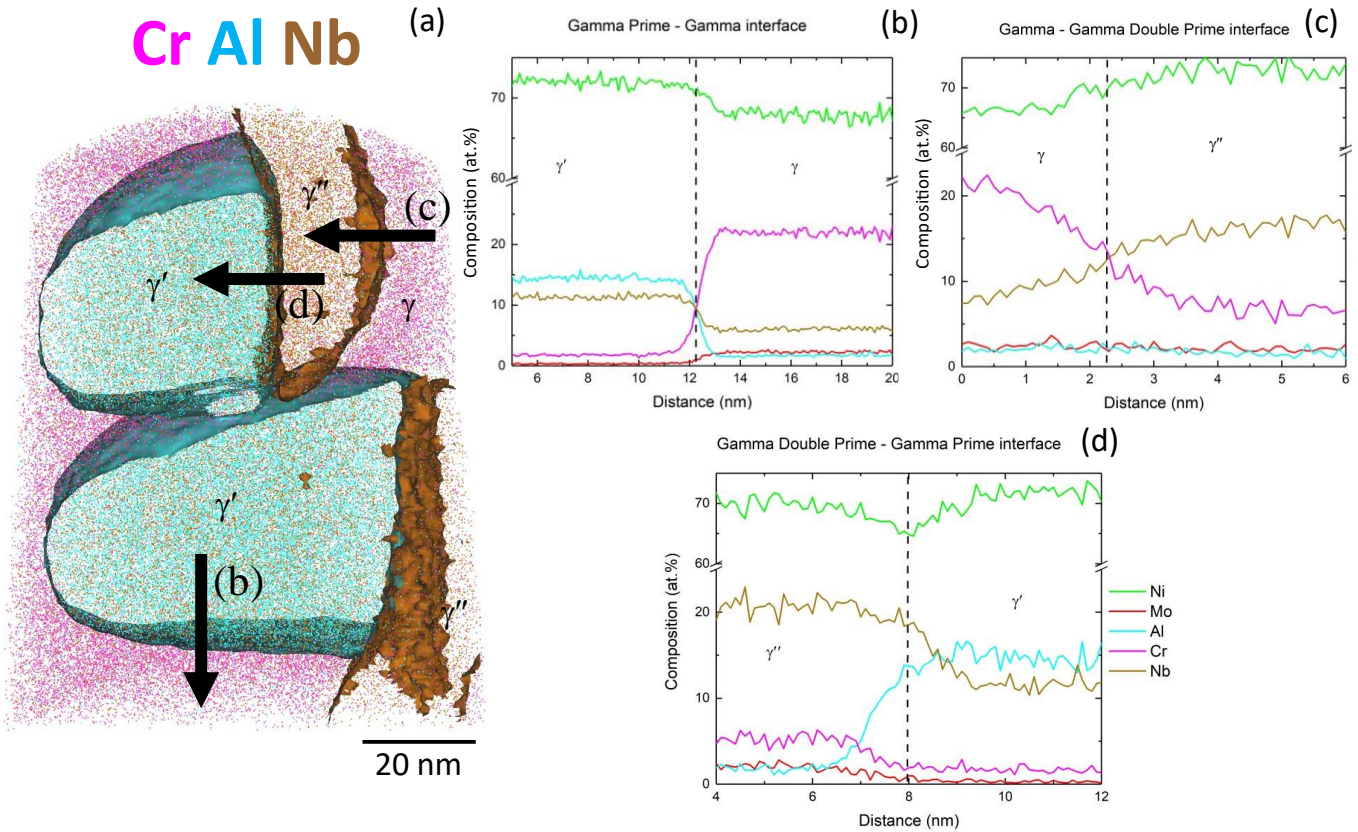 Cr Al Nb
(a)
γ''
(c)
γ'
(d)
γ
γ'
(b)
γ''
20 nm
Gamma Prime - Gamma interface
(b)
Composition (at.%)
70
60
20
10
0
γ'
γ
6 8 10 12 14 16 18 20
Distance (nm)
Gamma - Gamma Double Prime interface
(c)
Composition (at.%)
70
60
20
10
0
γ
γ''
0 1 2 3 4 5 6
Distance (nm)
Gamma Double Prime - Gamma Prime interface
(d)
Composition (at.%)
70
60
20
10
0
γ''
γ'
4 6 8 10 12
Distance (nm)
Ni
Mo
Al
Cr
Nb